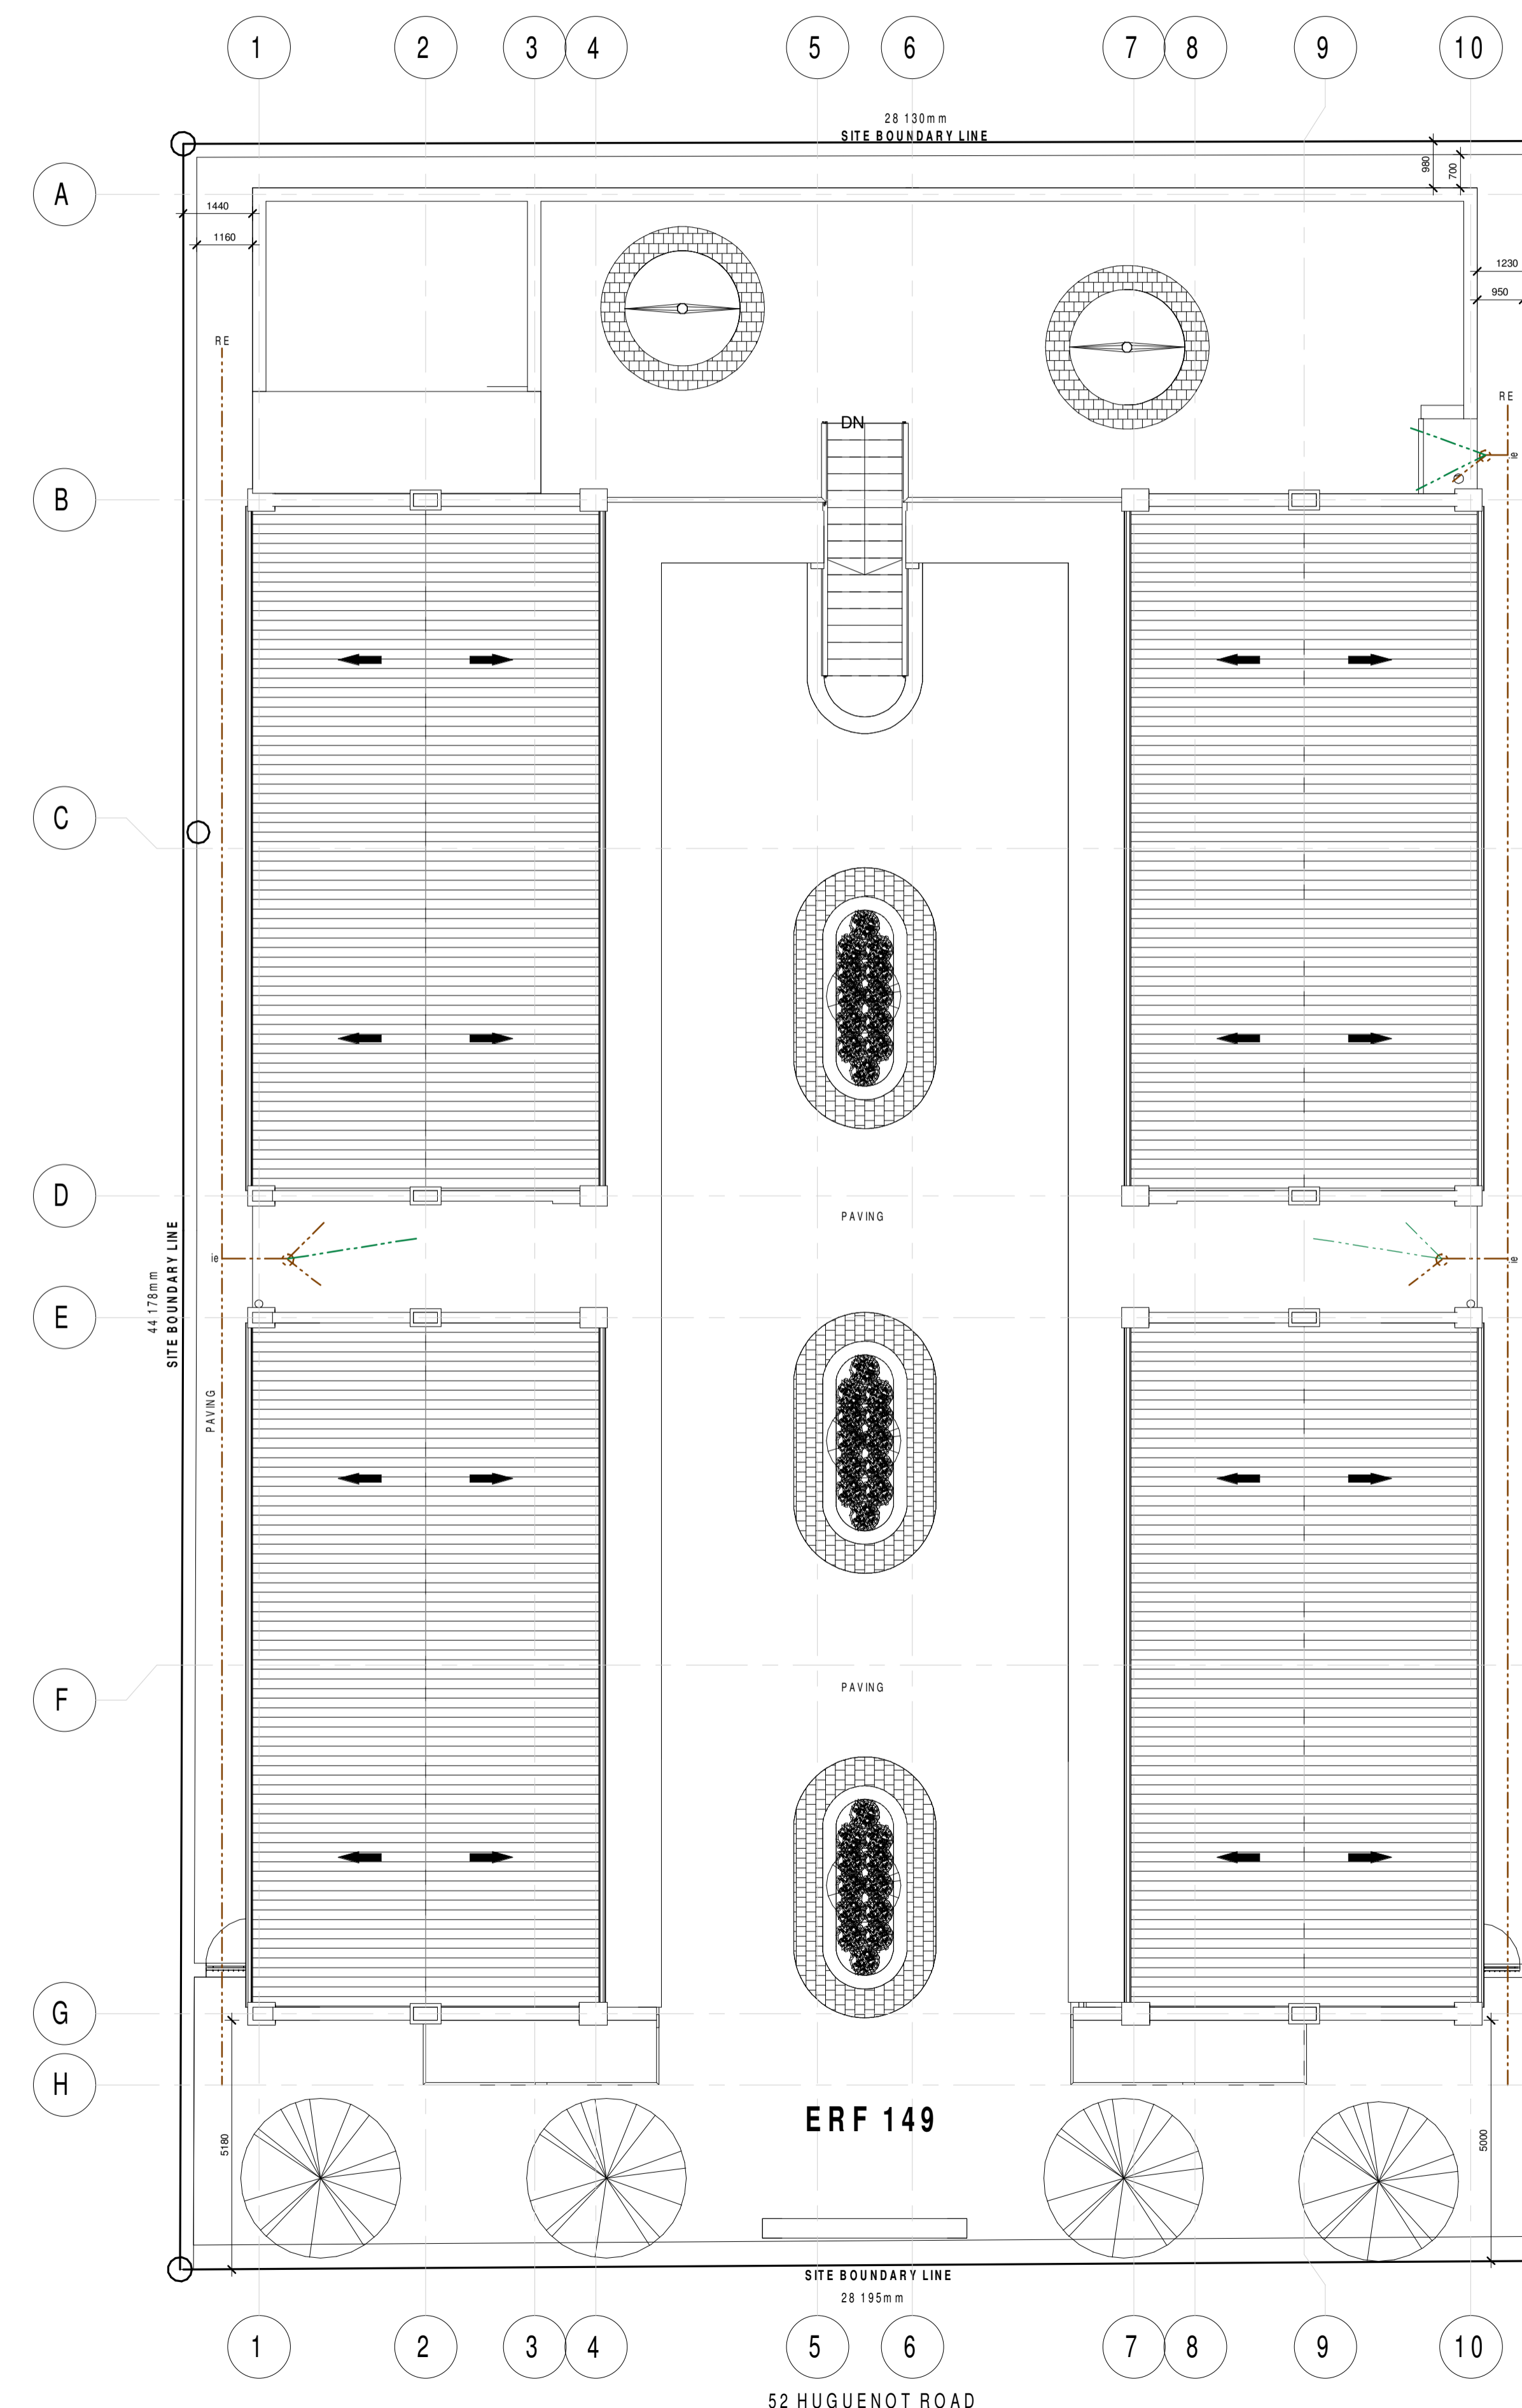 1 2 3 4 5 6 7 8 9 10
28 130mm
SITE BOUNDARY LINE
980
700
A
1440
1160
1230
950
RE
RE
DN
ie
B
C
D
PAVING
ie
ie
E
44 178mm
SITE BOUNDARY LINE
PAVING
F
PAVING
G
H
ERF 149
5180
5000
SITE BOUNDARY LINE
28 195mm
1 2 3 4 5 6 7 8 9 10
52 HUGUENOT ROAD